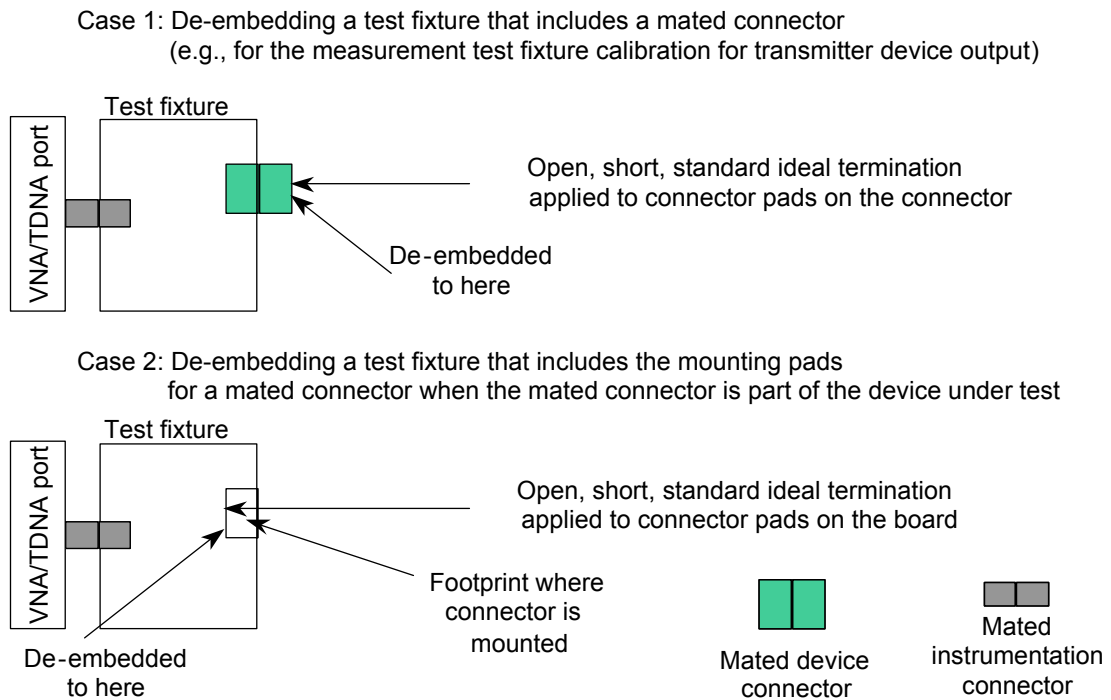 Case 1: De-embedding a test fixture that includes a mated connector
(e.g., for the measurement test fixture calibration for transmitter device output)
Test fixture
VNA/TDNA port
Open, short, standard ideal termination
applied to connector pads on the connector
De-embedded
to here
Case 2: De-embedding a test fixture that includes the mounting pads
for a mated connector when the mated connector is part of the device under test
Test fixture
VNA/TDNA port
Open, short, standard ideal termination
applied to connector pads on the board
Footprint where
connector is
mounted
De-embedded
to here
Mated device
connector
Mated
instrumentation
connector